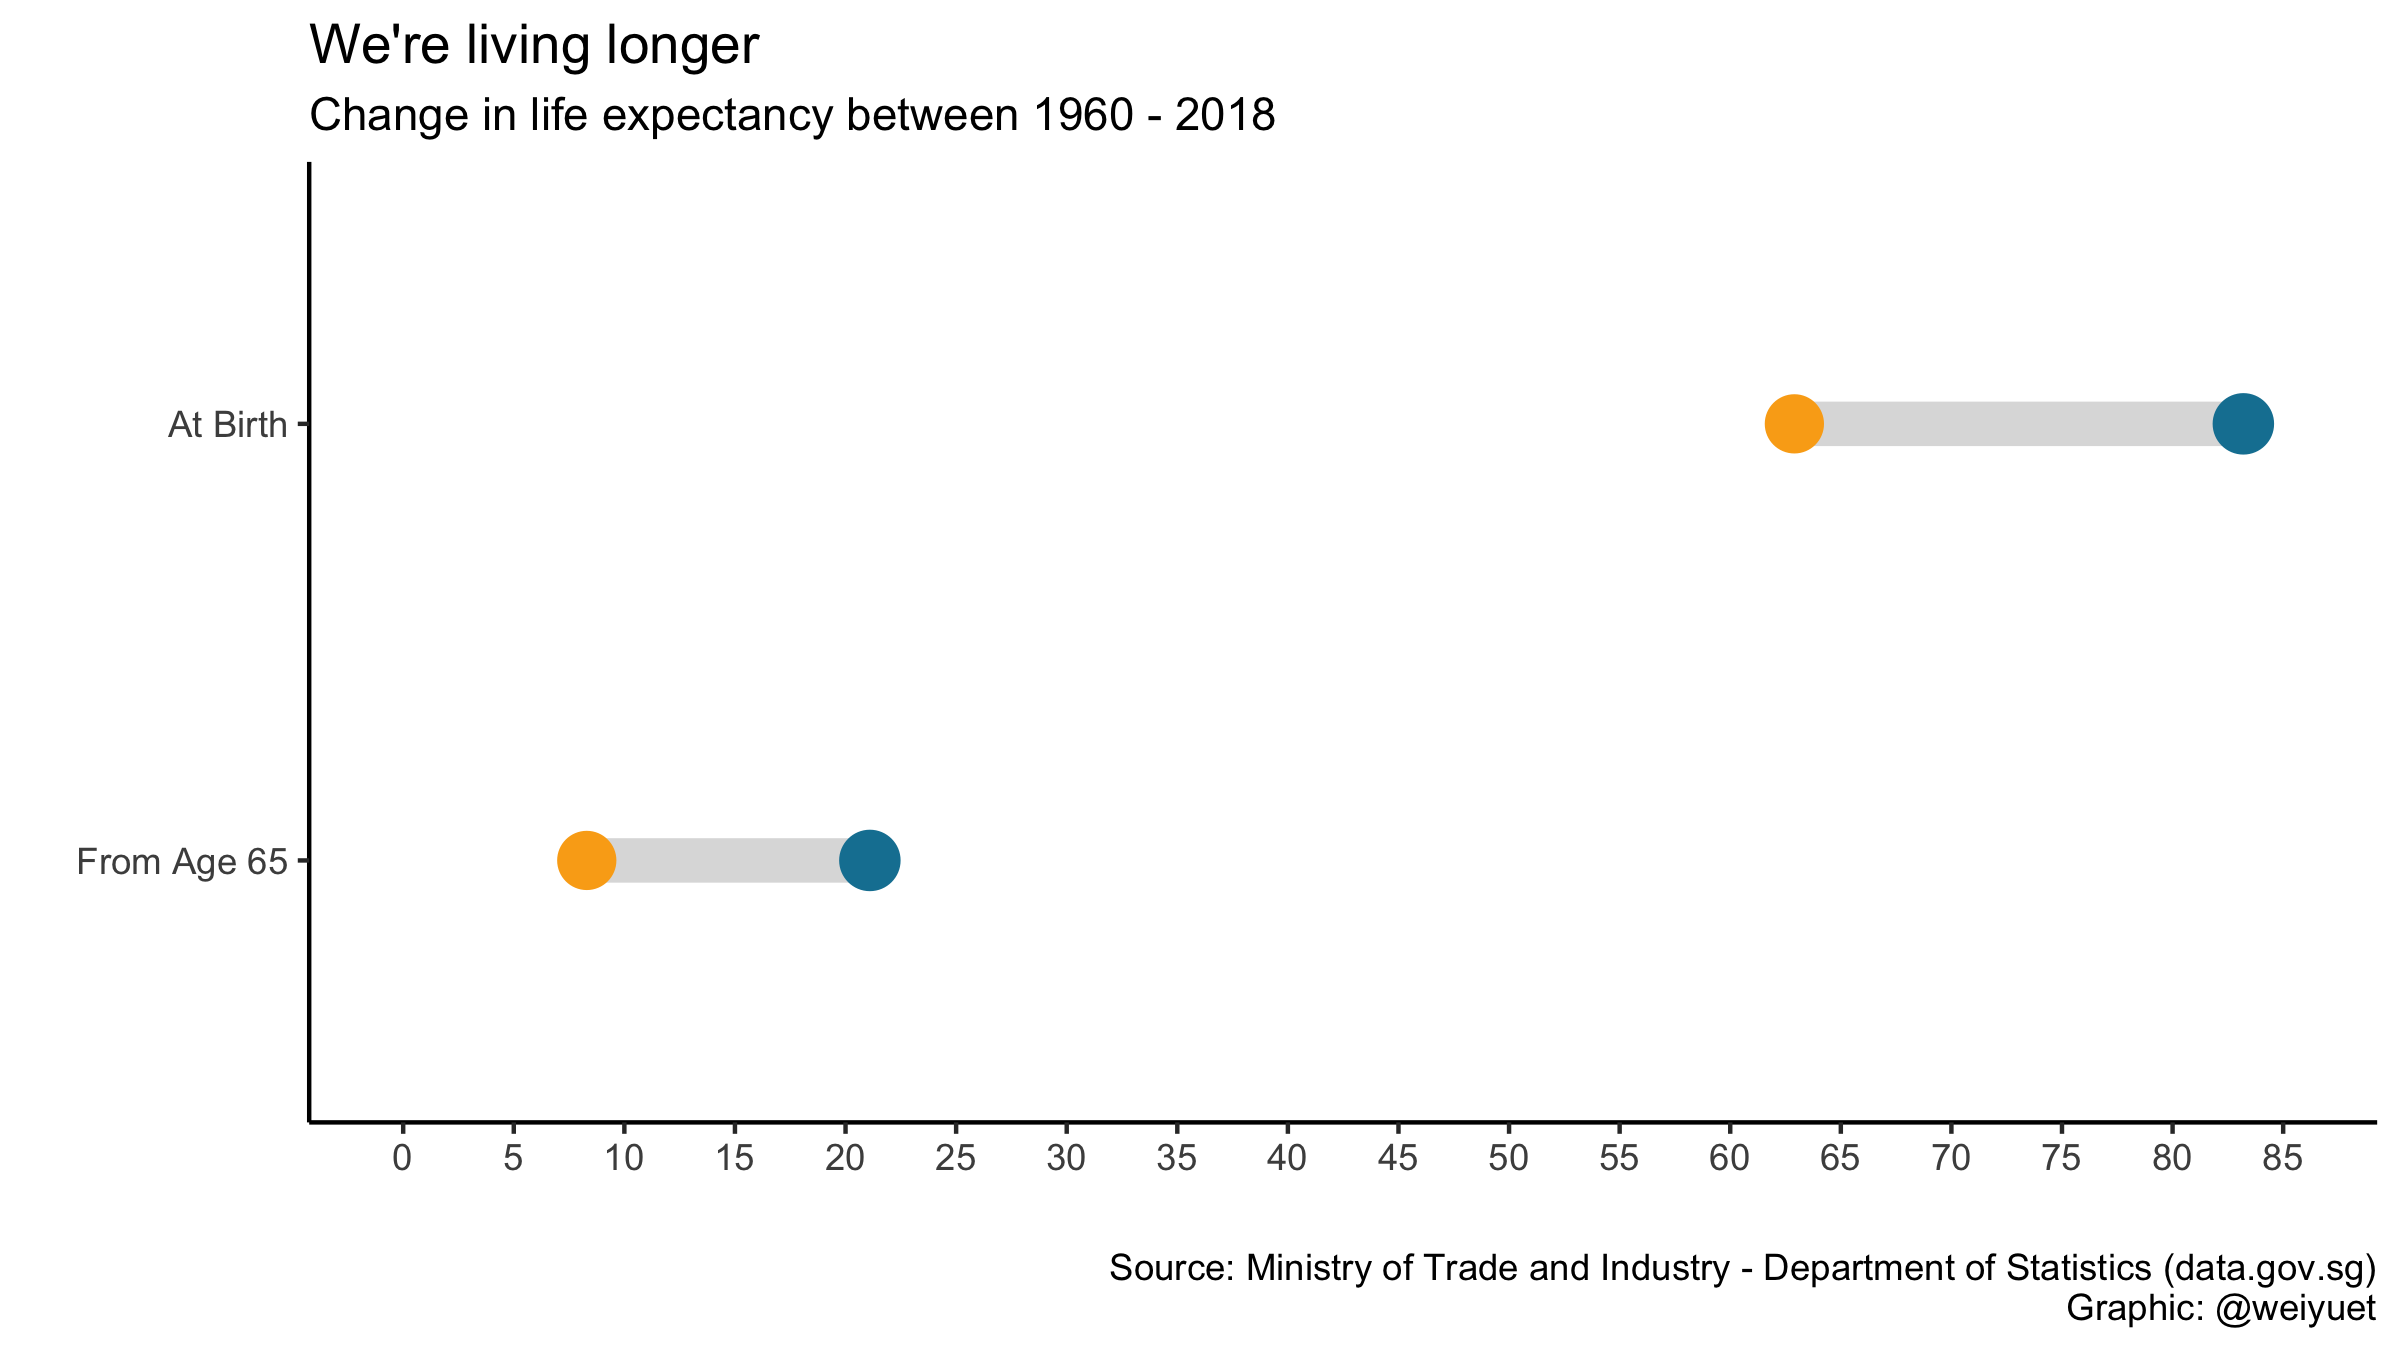 We're living longer
Change in life expectancy between 1960 - 2018
At Birth
From Age 65
0 5 10 15 20 25 30 35 40 45 50 55 60 65 70 75 80 85
Source: Ministry of Trade and Industry - Department of Statistics (data.gov.sg)
Graphic: @weiyuet